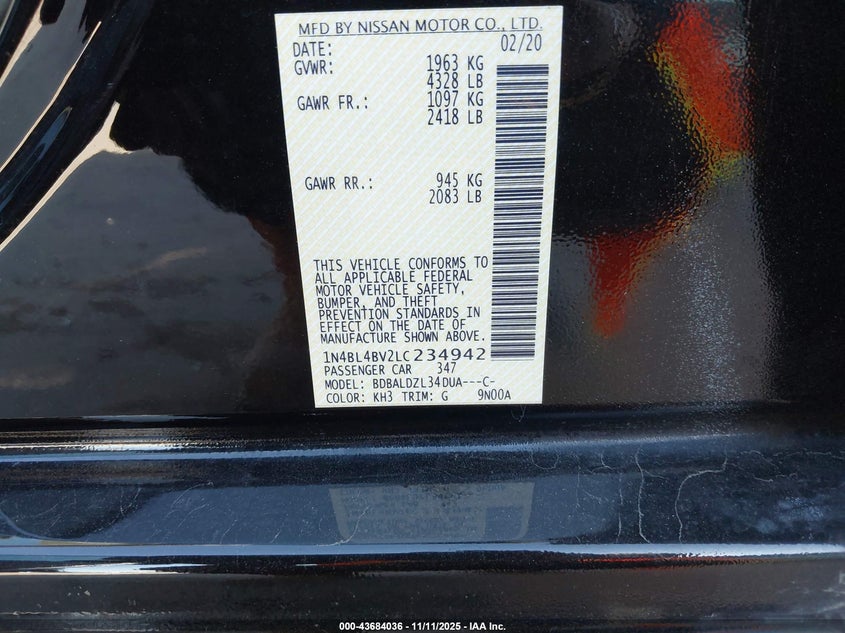 MFD BY NISSAN MOTOR CO., LTD.
DATE: 02/20
GVWR: 1963 KG
4328 LB
GAWR FR.: 1097 KG
2418 LB
GAWR RR.: 945 KG
2083 LB
THIS VEHICLE CONFORMS TO
ALL APPLICABLE FEDERAL
MOTOR VEHICLE SAFETY,
BUMPER, AND THEFT
PREVENTION STANDARDS IN
EFFECT ON THE DATE OF
MANUFACTURE SHOWN ABOVE.
1N4BL4BV2LC234942
PASSENGER CAR 347
MODEL: BDBALDZL34DUA---C-
COLOR: KH3 TRIM: G 9N00A
000-43684036 - 11/11/2025 - IAA Inc.